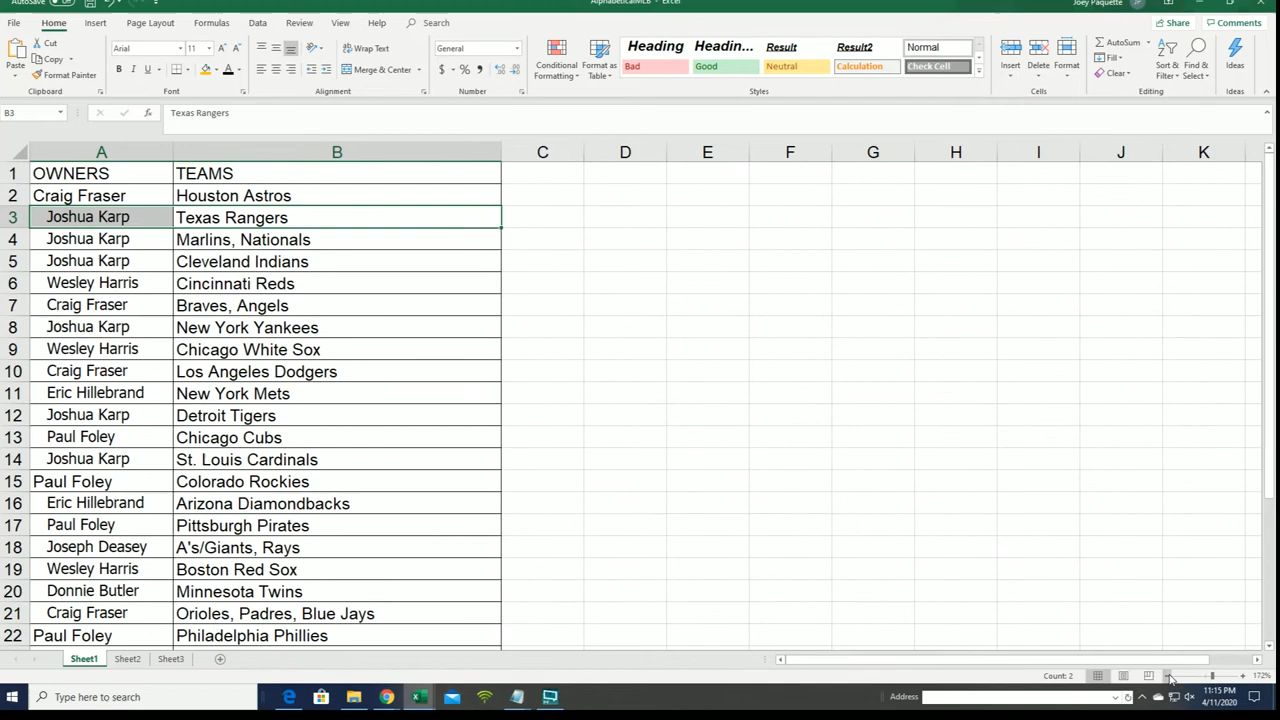 AutoSave Off AlphabeticalMLB - Excel Joey Paquette JP
File Home Insert Page Layout Formulas Data Review View Help Search Share Comments
Paste Cut Copy Format Painter Clipboard
Arial 11 A A B I U A Font
Wrap Text Merge & Center Alignment
General $ % , Number
Conditional Formatting Format as Table
Heading Headin... Result Result2 Normal
Bad Good Neutral Calculation Check Cell
Styles
Insert Delete Format Cells
AutoSum Fill Clear Sort & Filter Find & Select Editing
Ideas Ideas
B3 fx Texas Rangers
A B C D E F G H I J K
1 OWNERS TEAMS
2 Craig Fraser Houston Astros
3 Joshua Karp Texas Rangers
4 Joshua Karp Marlins, Nationals
5 Joshua Karp Cleveland Indians
6 Wesley Harris Cincinnati Reds
7 Craig Fraser Braves, Angels
8 Joshua Karp New York Yankees
9 Wesley Harris Chicago White Sox
10 Craig Fraser Los Angeles Dodgers
11 Eric Hillebrand New York Mets
12 Joshua Karp Detroit Tigers
13 Paul Foley Chicago Cubs
14 Joshua Karp St. Louis Cardinals
15 Paul Foley Colorado Rockies
16 Eric Hillebrand Arizona Diamondbacks
17 Paul Foley Pittsburgh Pirates
18 Joseph Deasey A's/Giants, Rays
19 Wesley Harris Boston Red Sox
20 Donnie Butler Minnesota Twins
21 Craig Fraser Orioles, Padres, Blue Jays
22 Paul Foley Philadelphia Phillies
Sheet1 Sheet2 Sheet3
Count: 2 172%
Type here to search Address 11:15 PM
4/11/2020